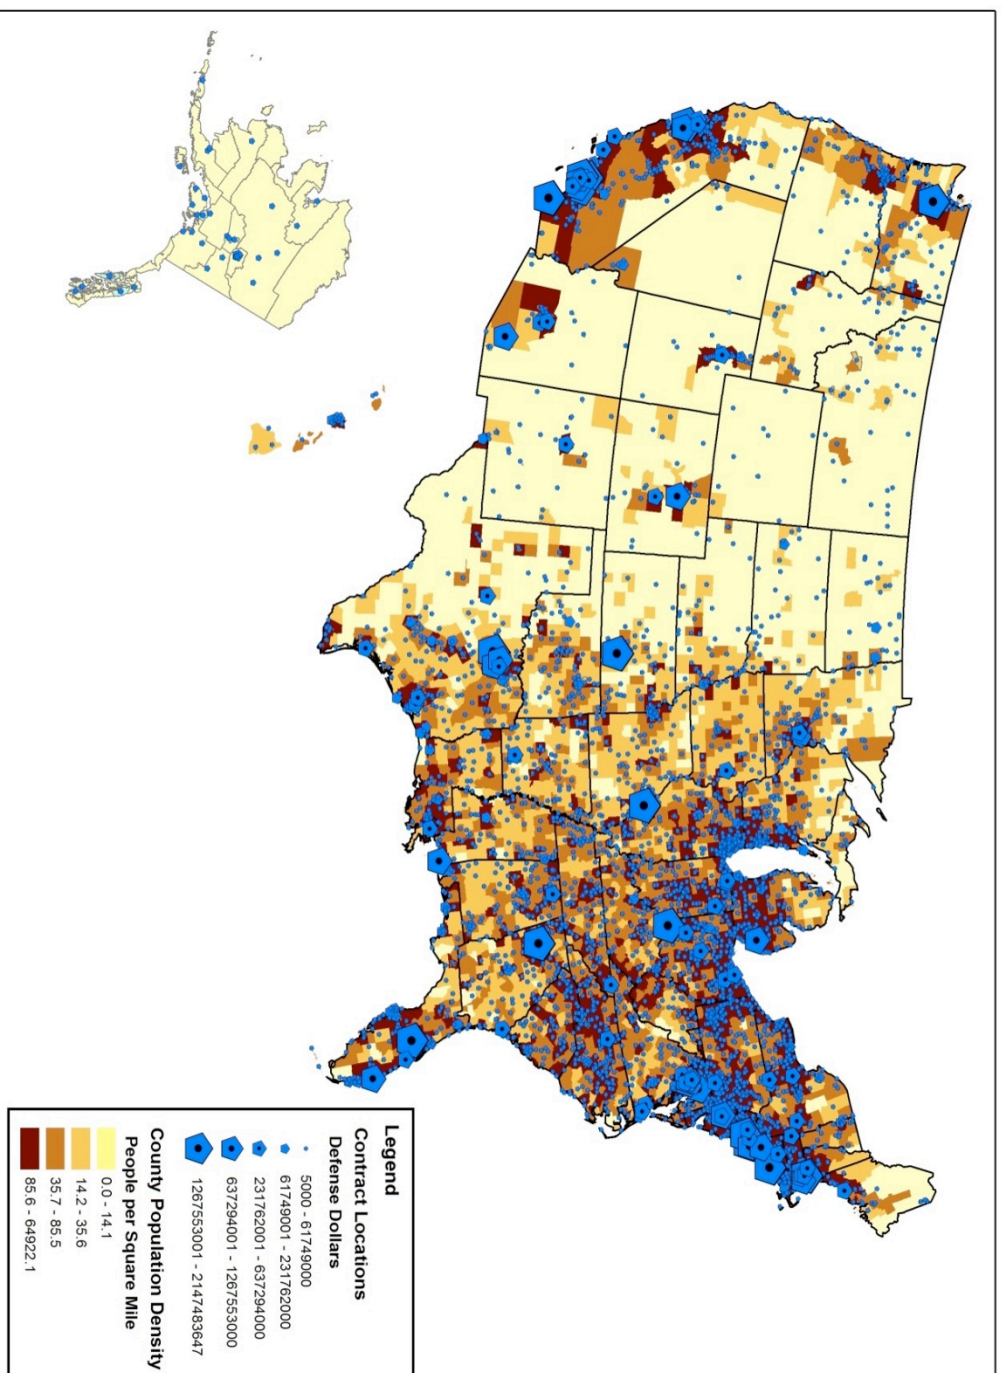 Legend
Contract Locations
Defense Dollars
5000 - 61749000
61749001 - 231762000
231762001 - 637294000
637294001 - 1267553000
1267553001 - 2147483647
County Population Density
People per Square Mile
0.0 - 14.1
14.2 - 35.6
35.7 - 85.5
85.6 - 64922.1